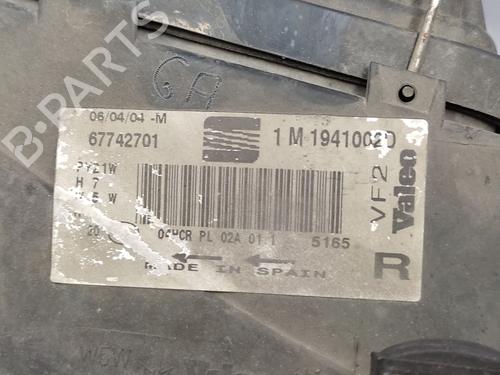 GA
06/04/04 -M
67742701
1 M 1941002D
PY21W
H 7
W 5 W
VF2
Valeo
20
04HCR PL 02A 01 1
5165
MADE IN SPAIN
R
B-PARTS